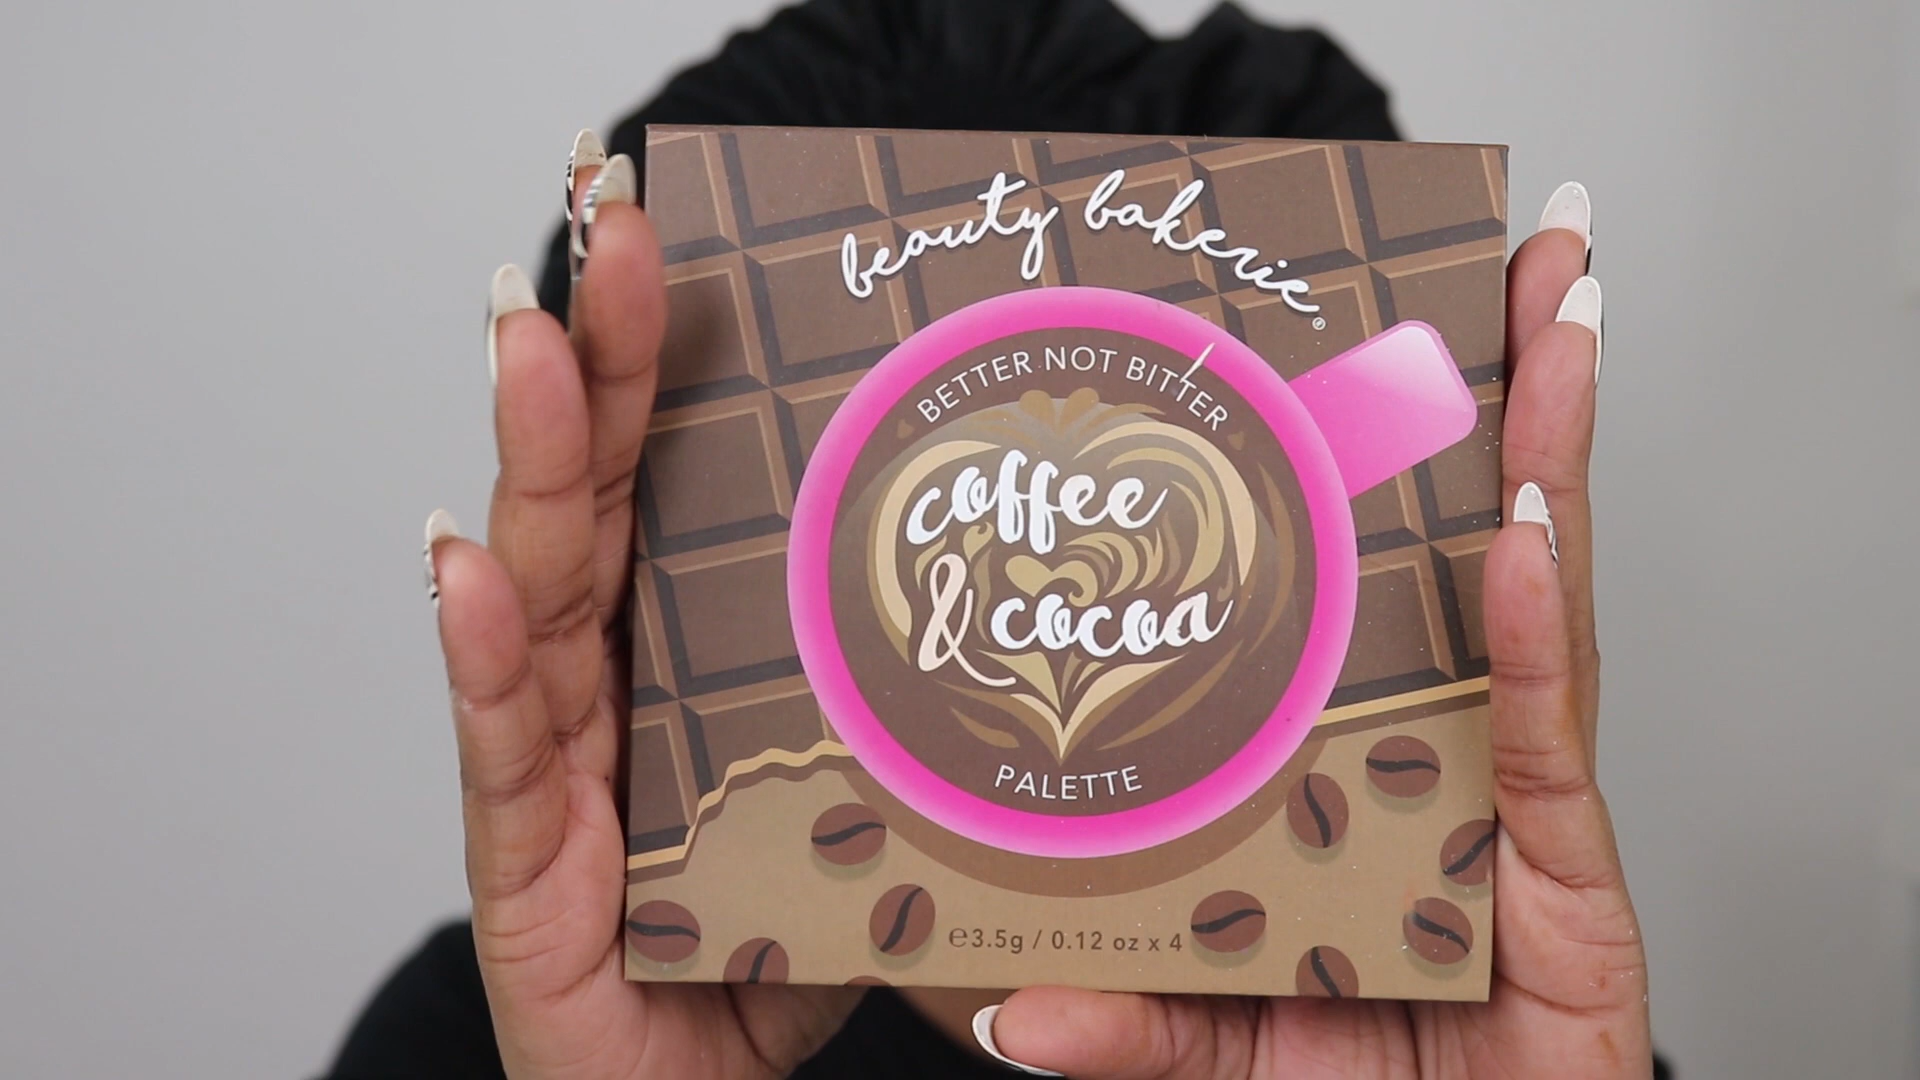 beauty bakerie®
BETTER NOT BITTER
coffee
& cocoa
PALETTE
℮3.5g / 0.12 oz x 4